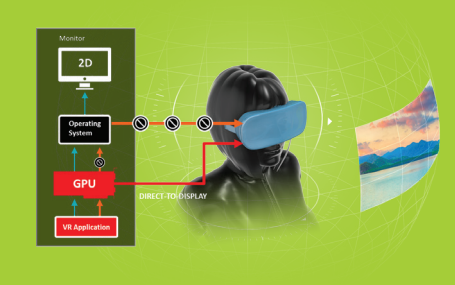 Monitor
2D
Operating
System
GPU
DIRECT-TO-DISPLAY
VR Application